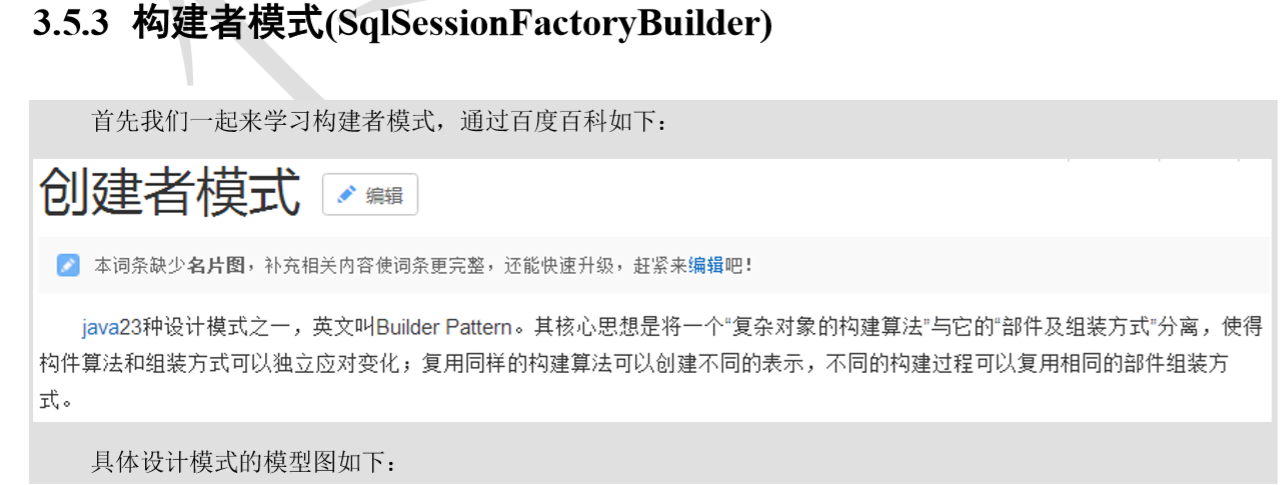 3.5.3 构建者模式(SqlSessionFactoryBuilder)
首先我们一起来学习构建者模式，通过百度百科如下：
创建者模式 编辑
本词条缺少名片图，补充相关内容使词条更完整，还能快速升级，赶紧来编辑吧！
java23种设计模式之一，英文叫Builder Pattern。其核心思想是将一个“复杂对象的构建算法”与它的“部件及组装方式”分离，使得
构件算法和组装方式可以独立应对变化；复用同样的构建算法可以创建不同的表示，不同的构建过程可以复用相同的部件组装方
式。
具体设计模式的模型图如下：